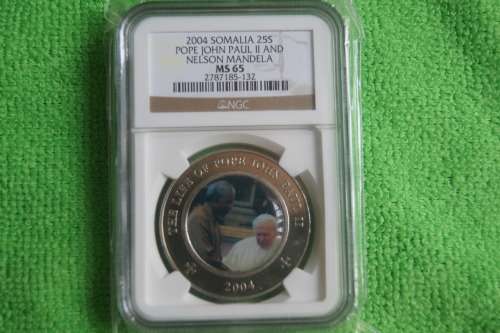 2004 SOMALIA 25S
POPE JOHN PAUL II AND
NELSON MANDELA
MS 65
2787185-132
NGC
THE LIFE OF POPE JOHN PAUL II
2004